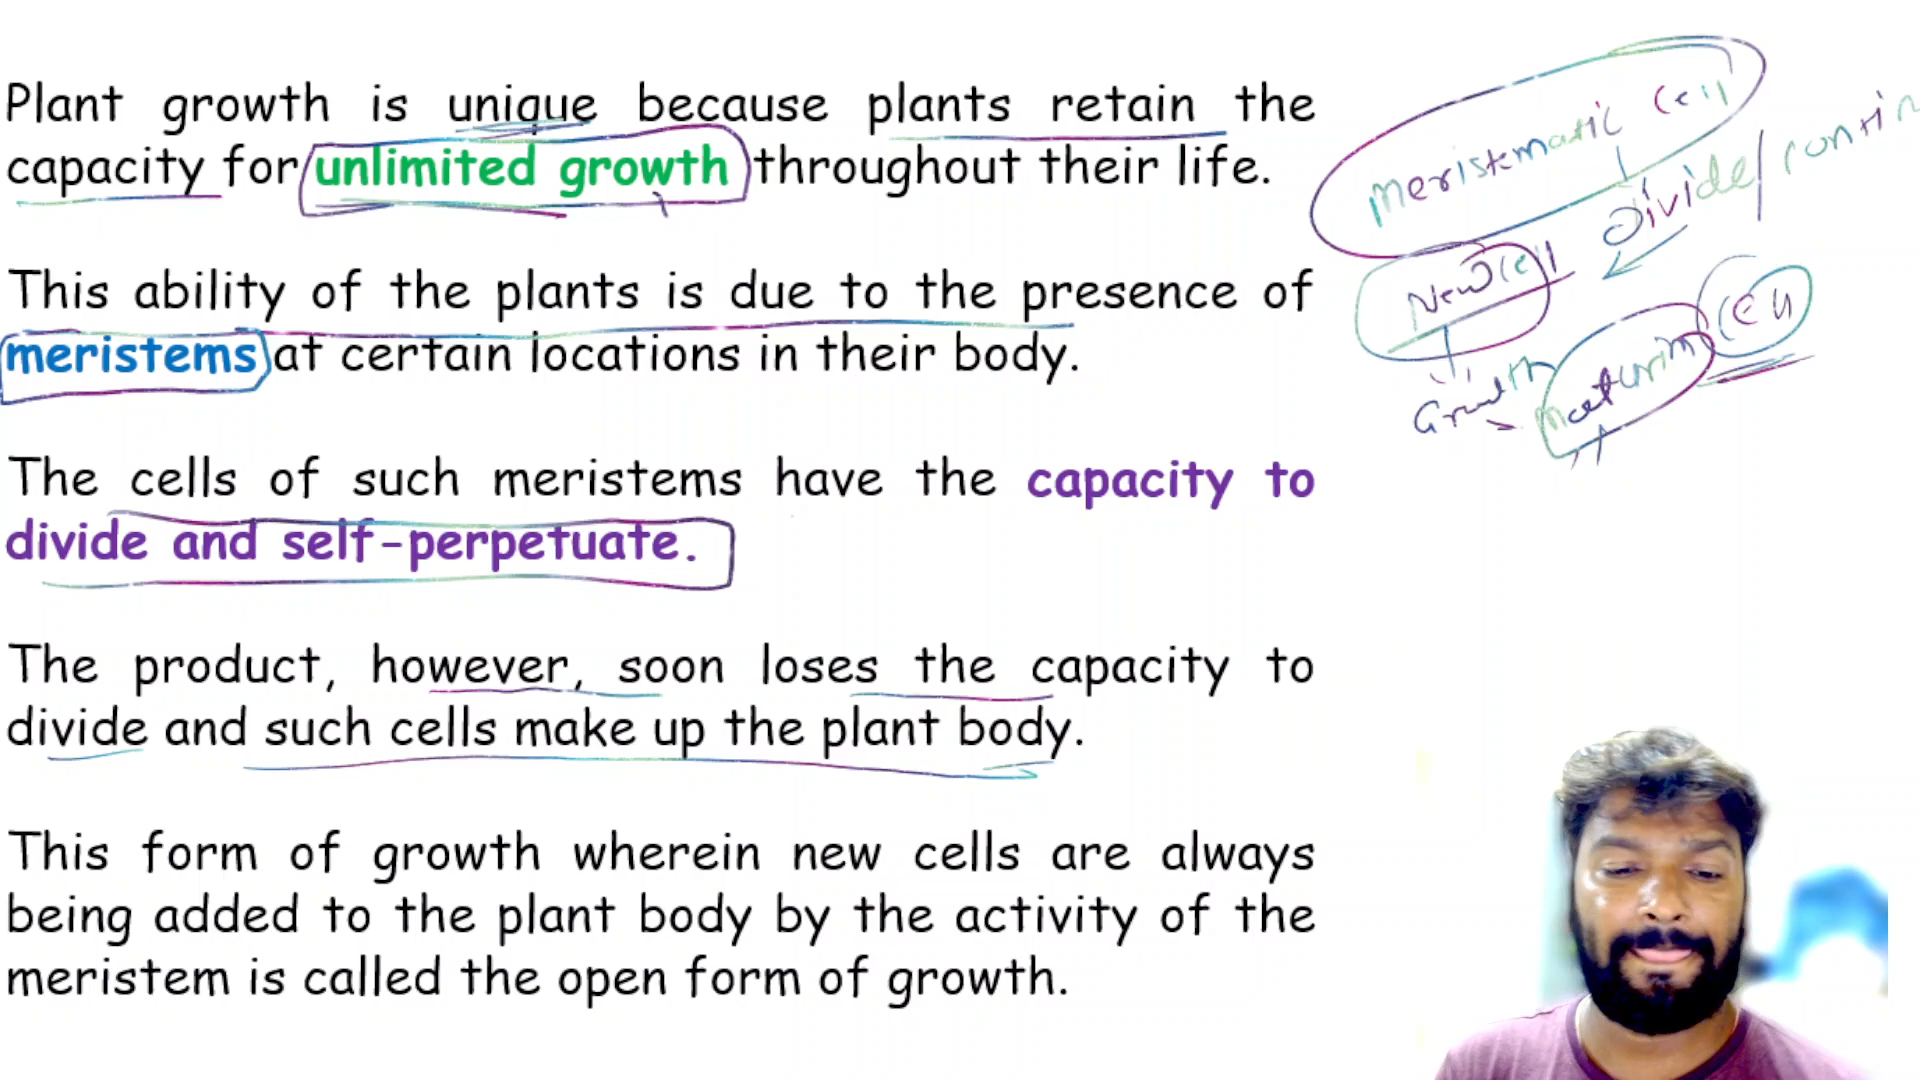 Plant growth is unique because plants retain the
capacity for unlimited growth throughout their life.
This ability of the plants is due to the presence of
meristems at certain locations in their body.
The cells of such meristems have the capacity to
divide and self-perpetuate.
The product, however, soon loses the capacity to
divide and such cells make up the plant body.
This form of growth wherein new cells are always
being added to the plant body by the activity of the
meristem is called the open form of growth.
Meristematic Cell
Divide/
New Cell
Growth
Cell